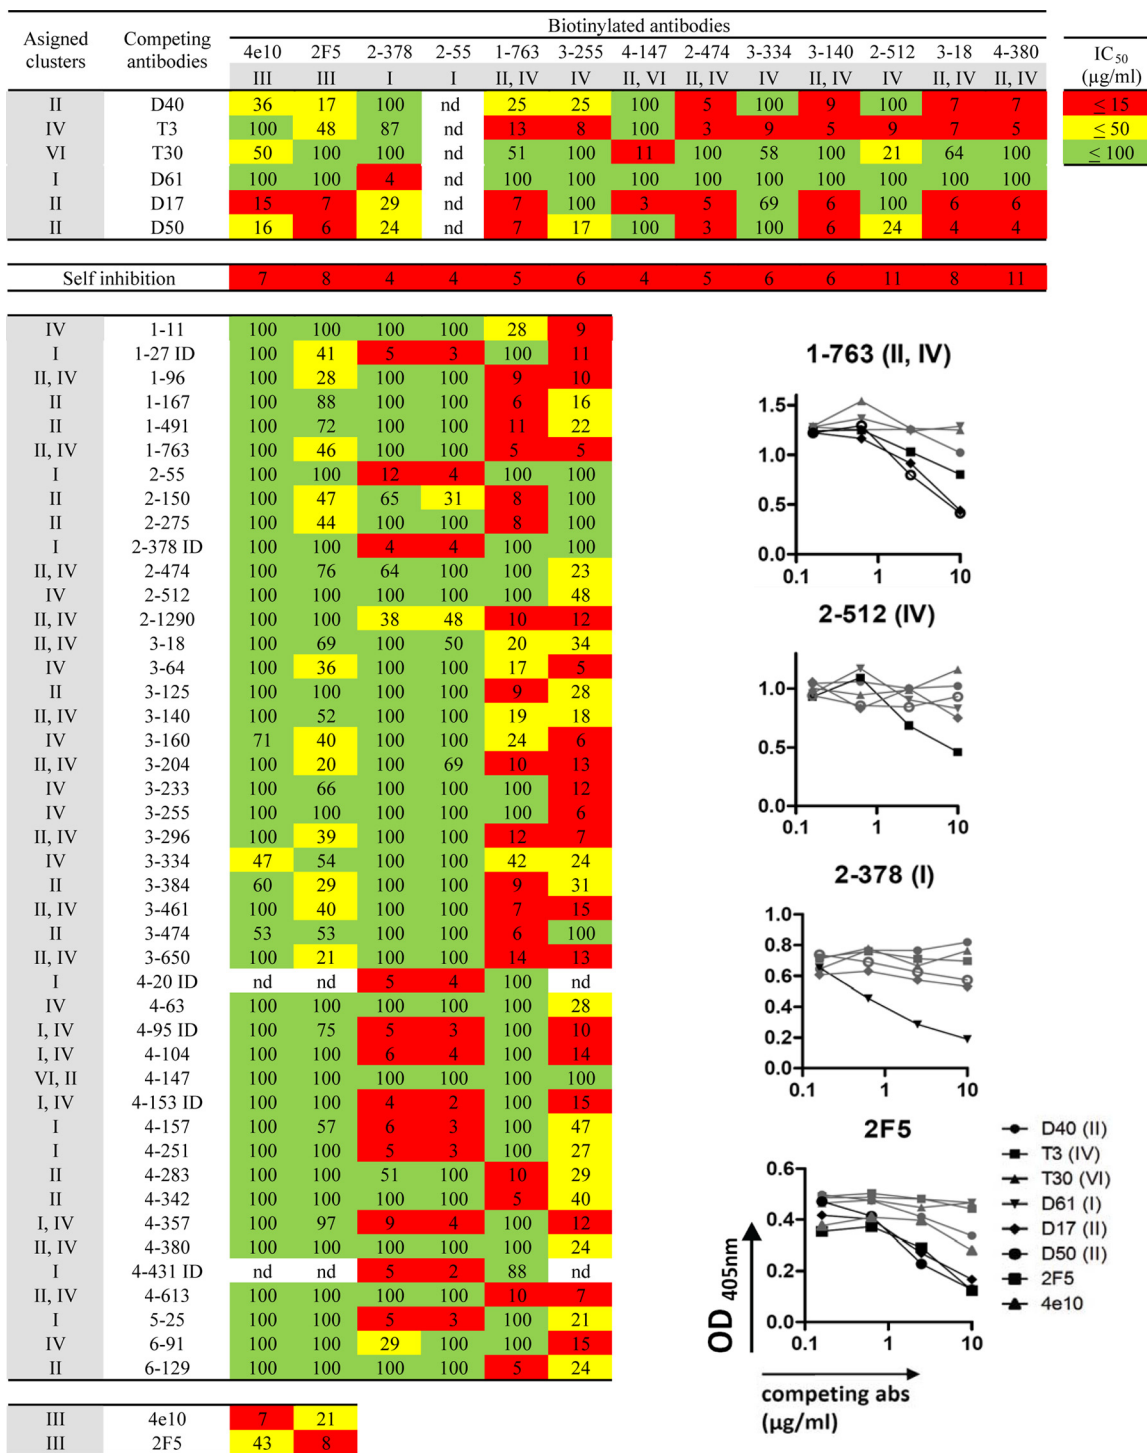 Biotinylated antibodies
Asigned clusters Competing antibodies 4e10 2F5 2-378 2-55 1-763 3-255 4-147 2-474 3-334 3-140 2-512 3-18 4-380 IC50 (µg/ml)
III III I I II, IV IV II, VI II, IV IV II, IV IV II, IV II, IV
II D40 36 17 100 nd 25 25 100 5 100 9 100 7 7 ≤ 15
IV T3 100 48 87 nd 13 8 100 3 9 5 9 7 5 ≤ 50
VI T30 50 100 100 nd 51 100 11 100 58 100 21 64 100 ≤ 100
I D61 100 100 4 nd 100 100 100 100 100 100 100 100 100
II D17 15 7 29 nd 7 100 3 5 69 6 100 6 6
II D50 16 6 24 nd 7 17 100 3 100 6 24 4 4
Self inhibition 7 8 4 4 5 6 4 5 6 6 11 8 11
IV 1-11 100 100 100 100 28 9
I 1-27 ID 100 41 5 3 100 11
II, IV 1-96 100 28 100 100 9 10
II 1-167 100 88 100 100 6 16
II 1-491 100 72 100 100 11 22
II, IV 1-763 100 46 100 100 5 5
I 2-55 100 100 12 4 100 100
II 2-150 100 47 65 31 8 100
II 2-275 100 44 100 100 8 100
I 2-378 ID 100 100 4 4 100 100
II, IV 2-474 100 76 64 100 100 23
IV 2-512 100 100 100 100 100 48
II, IV 2-1290 100 100 38 48 10 12
II, IV 3-18 100 69 100 50 20 34
IV 3-64 100 36 100 100 17 5
II 3-125 100 100 100 100 9 28
II, IV 3-140 100 52 100 100 19 18
IV 3-160 71 40 100 100 24 6
II, IV 3-204 100 20 100 69 10 13
IV 3-233 100 66 100 100 100 12
IV 3-255 100 100 100 100 100 6
II, IV 3-296 100 39 100 100 12 7
IV 3-334 47 54 100 100 42 24
II 3-384 60 29 100 100 9 31
II, IV 3-461 100 40 100 100 7 15
II 3-474 53 53 100 100 6 100
II, IV 3-650 100 21 100 100 14 13
I 4-20 ID nd nd 5 4 100 nd
IV 4-63 100 100 100 100 100 28
I, IV 4-95 ID 100 75 5 3 100 10
I, IV 4-104 100 100 6 4 100 14
VI, II 4-147 100 100 100 100 100 100
I, IV 4-153 ID 100 100 4 2 100 15
I 4-157 100 57 6 3 100 47
I 4-251 100 100 5 3 100 27
II 4-283 100 100 51 100 10 29
II 4-342 100 100 100 100 5 40
I, IV 4-357 100 97 9 4 100 12
II, IV 4-380 100 100 100 100 100 24
I 4-431 ID nd nd 5 2 88 nd
II, IV 4-613 100 100 100 100 10 7
I 5-25 100 100 5 3 100 21
IV 6-91 100 100 29 100 100 15
II 6-129 100 100 100 100 5 24
III 4e10 7 21
III 2F5 43 8
1-763 (II, IV)
1.5
1.0
0.5
0.0
0.1 1 10
2-512 (IV)
1.0
0.5
0.0
0.1 1 10
2-378 (I)
1.0
0.8
0.6
0.4
0.2
0.0
0.1 1 10
2F5
0.6
0.4
0.2
0.0
0.1 1 10
OD 405nm
competing abs
(µg/ml)
D40 (II)
T3 (IV)
T30 (VI)
D61 (I)
D17 (II)
D50 (II)
2F5
4e10